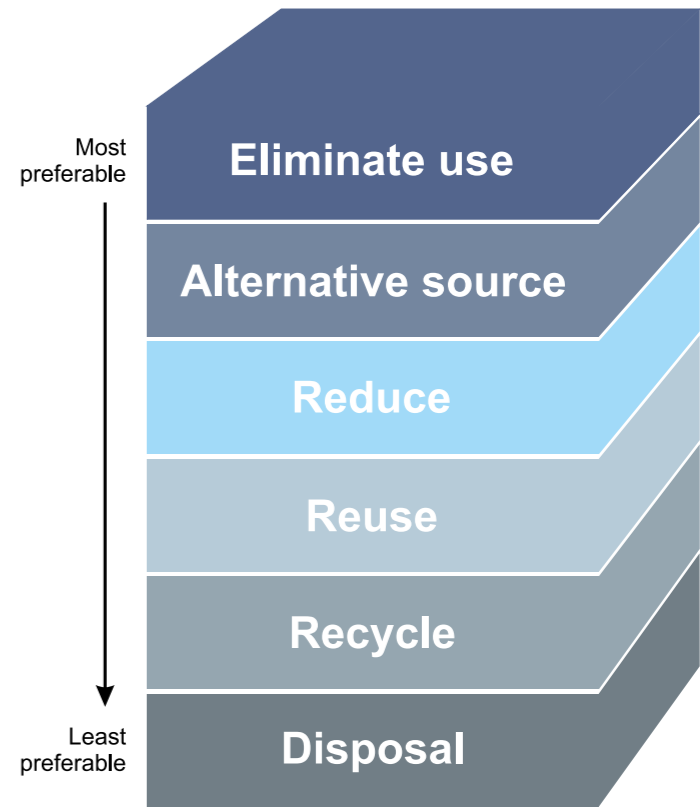 Most
preferable
Eliminate use
Alternative source
Reduce
Reuse
Recycle
Least
preferable
Disposal